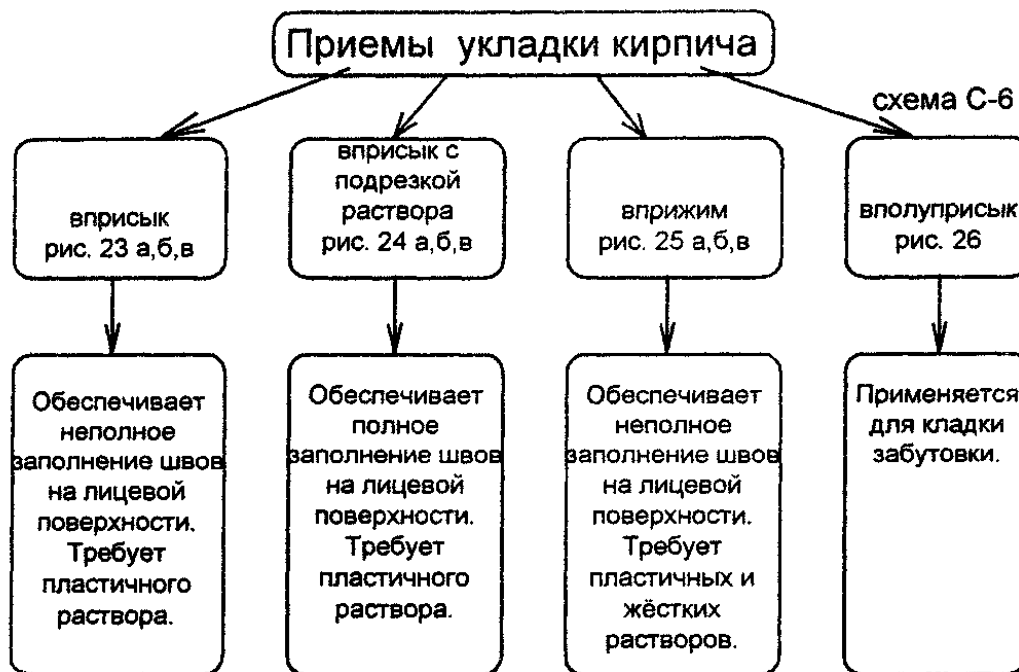 Приемы укладки кирпича
схема С-6
вприсык
рис. 23 а,б,в
вприсык с
подрезкой
раствора
рис. 24 а,б,в
вприжим
рис. 25 а,б,в
вполуприсык
рис. 26
Обеспечивает
неполное
заполнение швов
на лицевой
поверхности.
Требует
пластичного
раствора.
Обеспечивает
полное
заполнение швов
на лицевой
поверхности.
Требует
пластичного
раствора.
Обеспечивает
неполное
заполнение швов
на лицевой
поверхности.
Требует
пластичных и
жёстких
растворов.
Применяется
для кладки
забутовки.